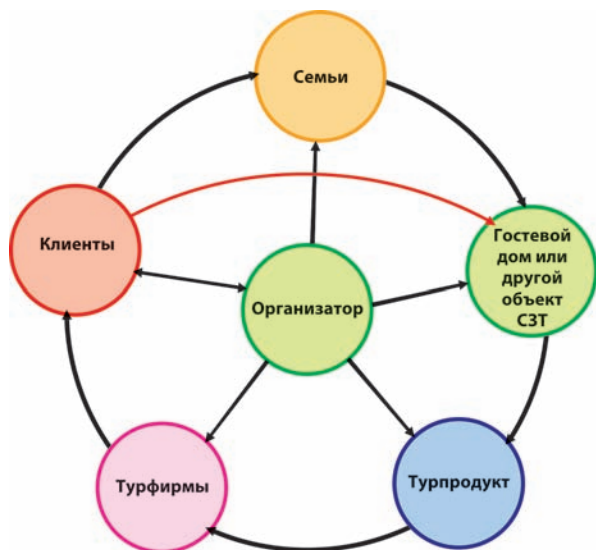 Семьи
Клиенты
Гостевой
дом или
другой
объект
СЗТ
Организатор
Турфирмы
Турпродукт